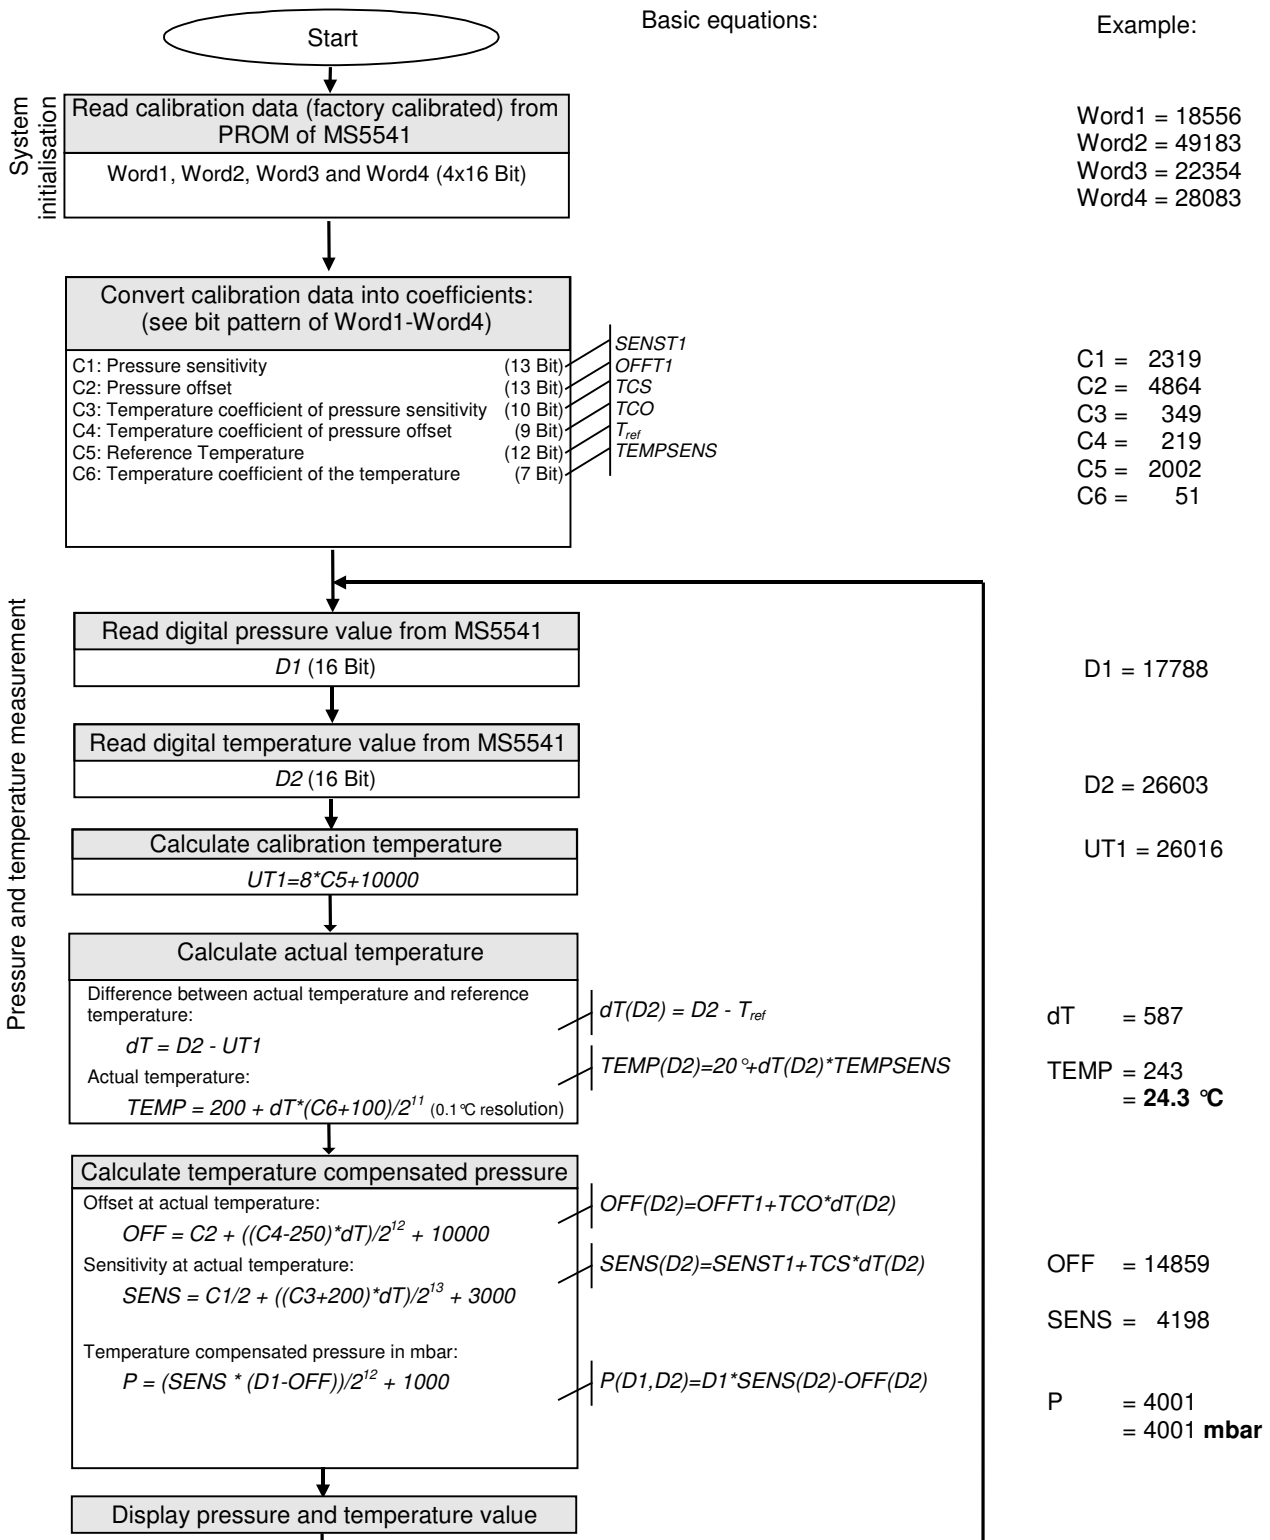 Basic equations:
Example:
Start
System
initialisation
Read calibration data (factory calibrated) from
PROM of MS5541
Word1, Word2, Word3 and Word4 (4x16 Bit)
Word1 = 18556
Word2 = 49183
Word3 = 22354
Word4 = 28083
Convert calibration data into coefficients:
(see bit pattern of Word1-Word4)
C1: Pressure sensitivity (13 Bit) SENST1
C2: Pressure offset (13 Bit) OFFT1
C3: Temperature coefficient of pressure sensitivity (10 Bit) TCS
C4: Temperature coefficient of pressure offset (9 Bit) TCO
C5: Reference Temperature (12 Bit) Tref
C6: Temperature coefficient of the temperature (7 Bit) TEMPSENS
C1 = 2319
C2 = 4864
C3 = 349
C4 = 219
C5 = 2002
C6 = 51
Pressure and temperature measurement
Read digital pressure value from MS5541
D1 (16 Bit)
D1 = 17788
Read digital temperature value from MS5541
D2 (16 Bit)
D2 = 26603
Calculate calibration temperature
UT1=8*C5+10000
UT1 = 26016
Calculate actual temperature
Difference between actual temperature and reference
temperature:
dT = D2 - UT1
dT(D2) = D2 - Tref
dT = 587
Actual temperature:
TEMP = 200 + dT*(C6+100)/2¹¹ (0.1°C resolution)
TEMP(D2)=20°+dT(D2)*TEMPSENS
TEMP = 243
= 24.3 °C
Calculate temperature compensated pressure
Offset at actual temperature:
OFF = C2 + ((C4-250)*dT)/2¹² + 10000
OFF(D2)=OFFT1+TCO*dT(D2)
OFF = 14859
Sensitivity at actual temperature:
SENS = C1/2 + ((C3+200)*dT)/2¹³ + 3000
SENS(D2)=SENST1+TCS*dT(D2)
SENS = 4198
Temperature compensated pressure in mbar:
P = (SENS * (D1-OFF))/2¹² + 1000
P(D1,D2)=D1*SENS(D2)-OFF(D2)
P = 4001
= 4001 mbar
Display pressure and temperature value